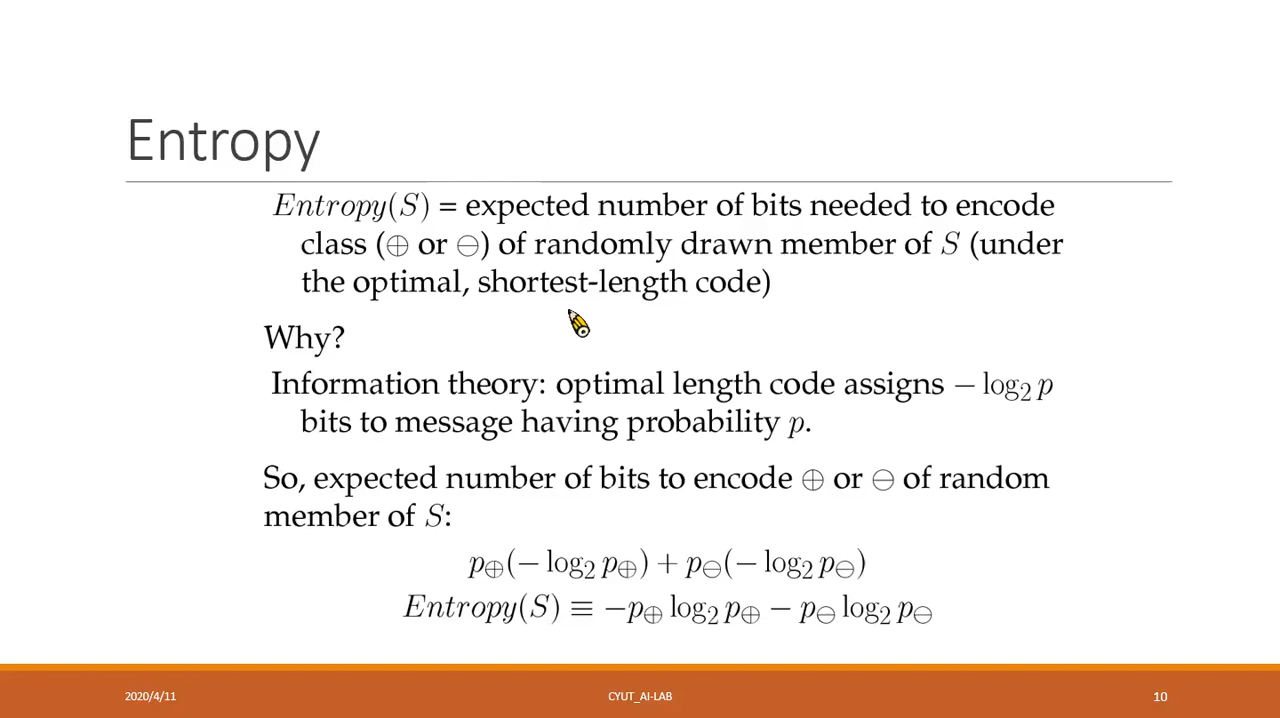 Entropy
Entropy(S) = expected number of bits needed to encode
class (⊕ or ⊖) of randomly drawn member of S (under
the optimal, shortest-length code)
Why?
Information theory: optimal length code assigns − log₂ p
bits to message having probability p.
So, expected number of bits to encode ⊕ or ⊖ of random
member of S:
p⊕(− log₂ p⊕) + p⊖(− log₂ p⊖)
Entropy(S) ≡ −p⊕ log₂ p⊕ − p⊖ log₂ p⊖
2020/4/11 CYUT_AI-LAB 10